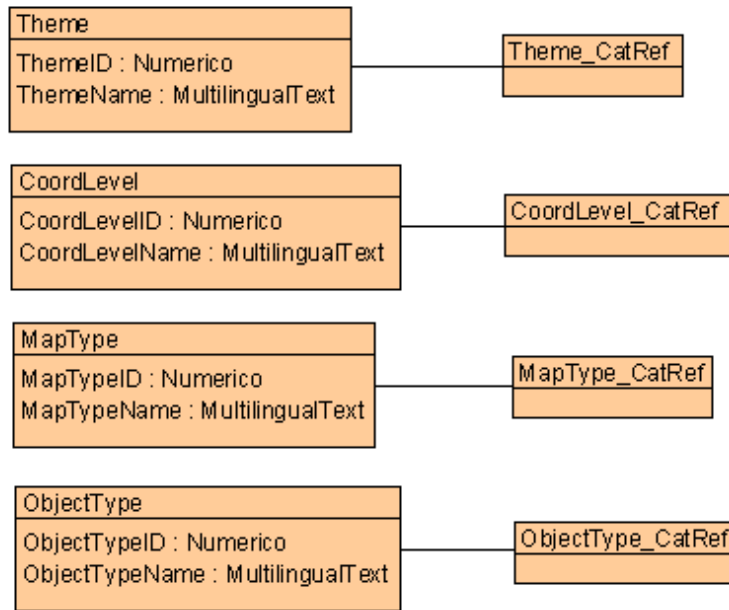 Theme
ThemeID : Numerico
ThemeName : MultilingualText
Theme_CatRef
CoordLevel
CoordLevelID : Numerico
CoordLevelName : MultilingualText
CoordLevel_CatRef
MapType
MapTypeID : Numerico
MapTypeName : MultilingualText
MapType_CatRef
ObjectType
ObjectTypeID : Numerico
ObjectTypeName : MultilingualText
ObjectType_CatRef